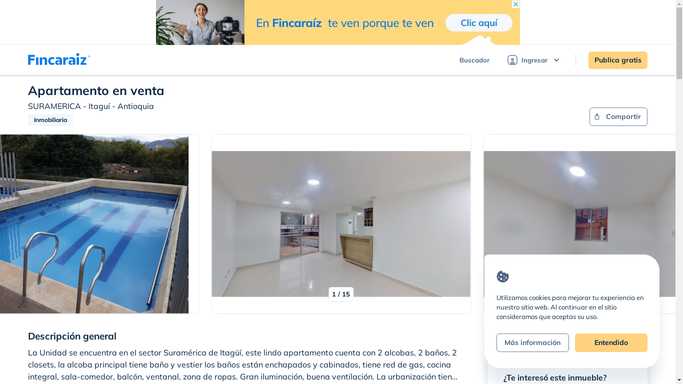 En Fincaraíz te ven porque te ven
Clic aquí
Fincaraiz
Buscador
Ingresar
Publica gratis
Apartamento en venta
SURAMERICA - Itaguí - Antioquia
Inmobiliaria
Compartir
1 / 15
Utilizamos cookies para mejorar tu experiencia en
nuestro sitio web. Al continuar en el sitio
consideramos que aceptas su uso.
Más información
Entendido
Descripción general
La Unidad se encuentra en el sector Suramérica de Itagüí, este lindo apartamento cuenta con 2 alcobas, 2 baños, 2
closets, la alcoba principal tiene baño y vestier los baños están enchapados y cabinados, tiene red de gas, cocina
integral, sala-comedor, balcón, ventanal, zona de ropas. Gran iluminación, buena ventilación. La urbanización tien...
¿Te interesó este inmueble?